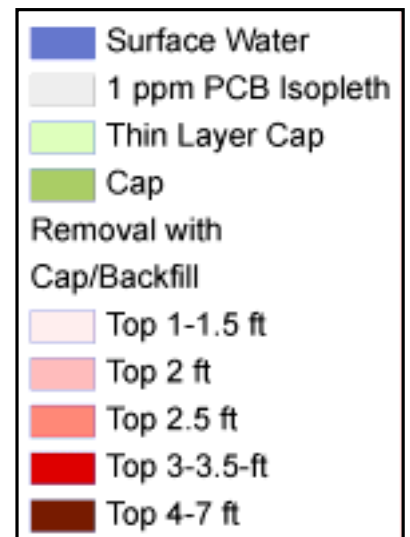 Surface Water
1 ppm PCB Isopleth
Thin Layer Cap
Cap
Removal with
Cap/Backfill
Top 1-1.5 ft
Top 2 ft
Top 2.5 ft
Top 3-3.5-ft
Top 4-7 ft